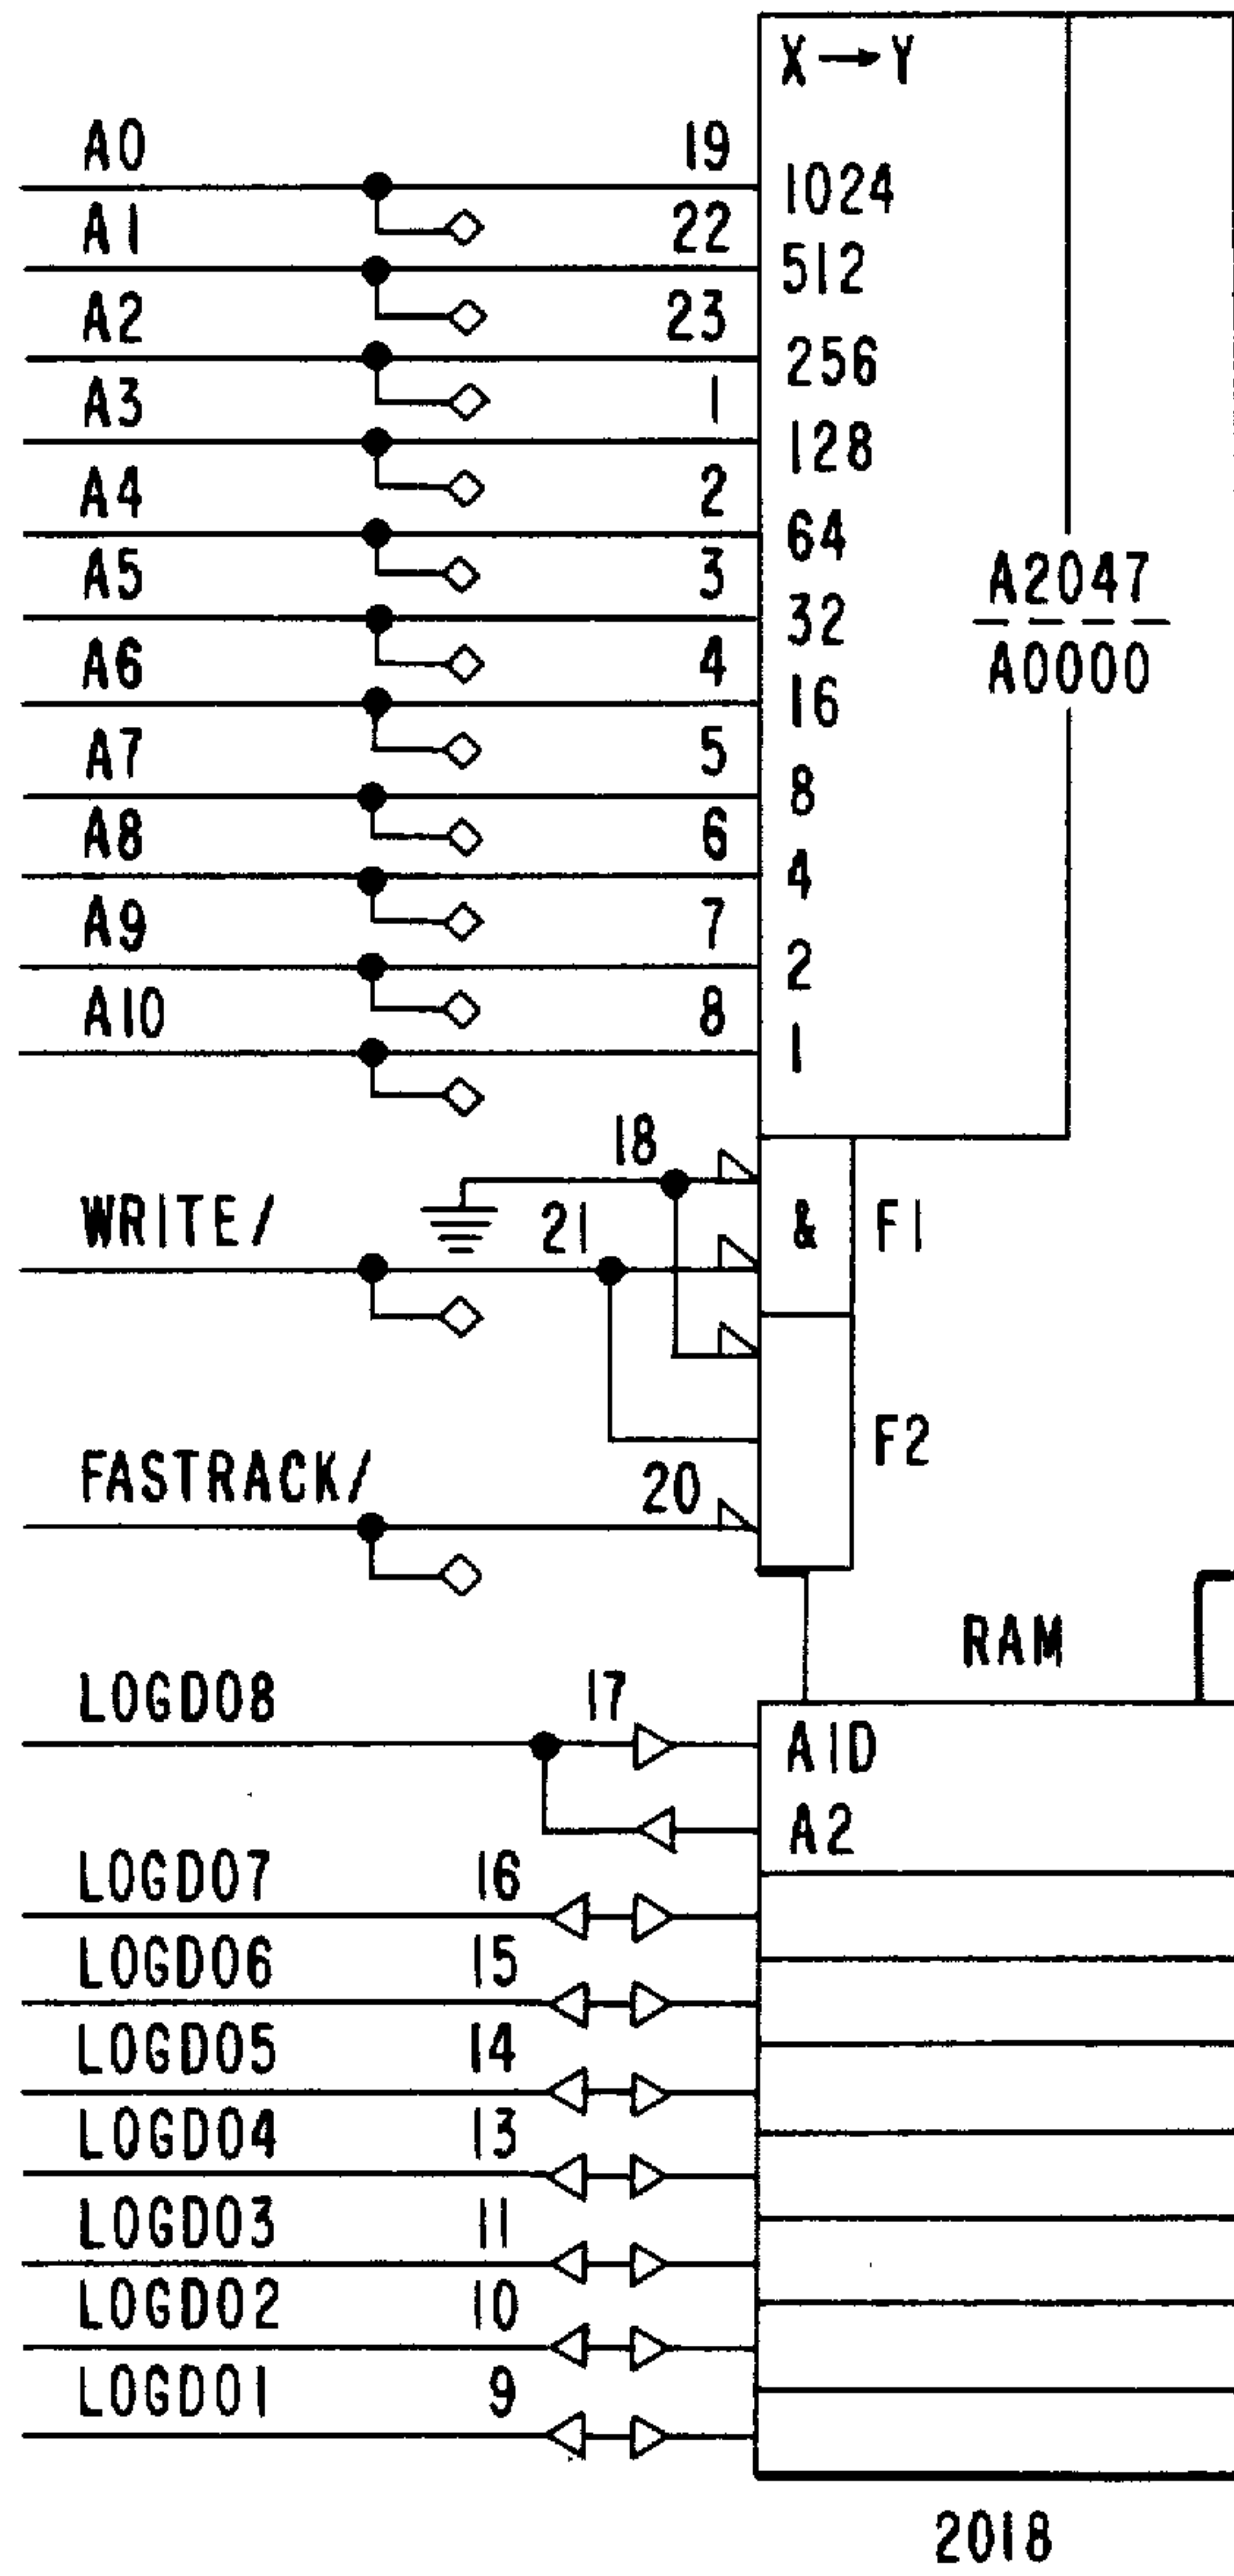 X→Y
A0 19
1024
A1 22
512
A2 23
256
A3 1
128
A4 2
64
A5 3
32
A2047
A6 4
16
A0000
A7 5
8
A8 6
4
A9 7
2
A10 8
1
18
WRITE/ 21 & F1
F2
FASTRACK/ 20
RAM
LOGD08 17
A1D
A2
LOGD07 16
LOGD06 15
LOGD05 14
LOGD04 13
LOGD03 11
LOGD02 10
LOGD01 9
2018